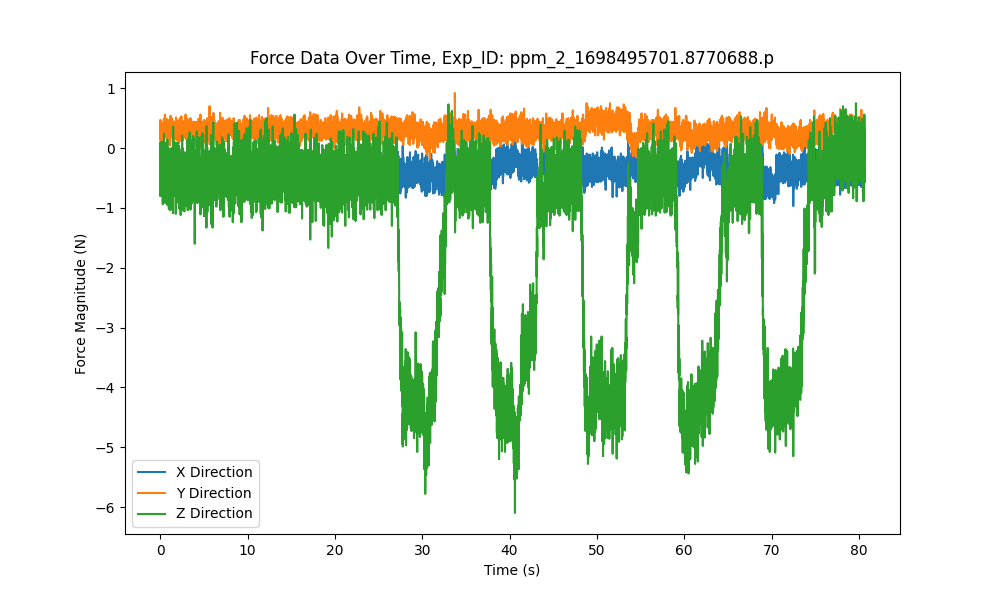 Force Data Over Time, Exp_ID: ppm_2_1698495701.8770688.p
Force Magnitude (N)
1
0
−1
−2
−3
−4
−5
−6
X Direction
Y Direction
Z Direction
0 10 20 30 40 50 60 70 80
Time (s)